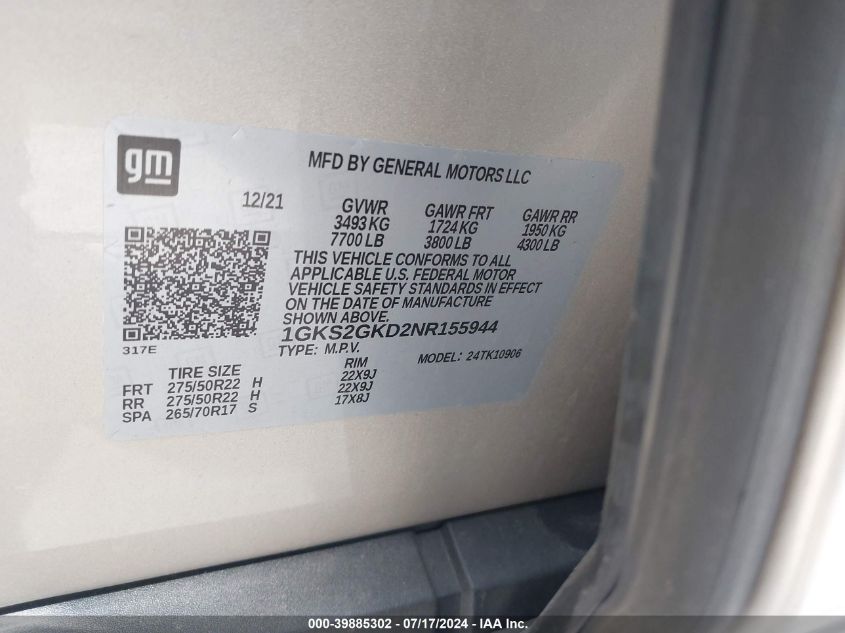 gm
MFD BY GENERAL MOTORS LLC
12/21
GVWR GAWR FRT GAWR RR
3493 KG 1724 KG 1950 KG
7700 LB 3800 LB 4300 LB
THIS VEHICLE CONFORMS TO ALL
APPLICABLE U.S. FEDERAL MOTOR
VEHICLE SAFETY STANDARDS IN EFFECT
ON THE DATE OF MANUFACTURE
SHOWN ABOVE.
1GKS2GKD2NR155944
317E
TYPE: M.P.V. MODEL: 24TK10906
TIRE SIZE RIM
FRT 275/50R22 H 22X9J
RR 275/50R22 H 22X9J
SPA 265/70R17 S 17X8J
000-39885302 - 07/17/2024 - IAA Inc.